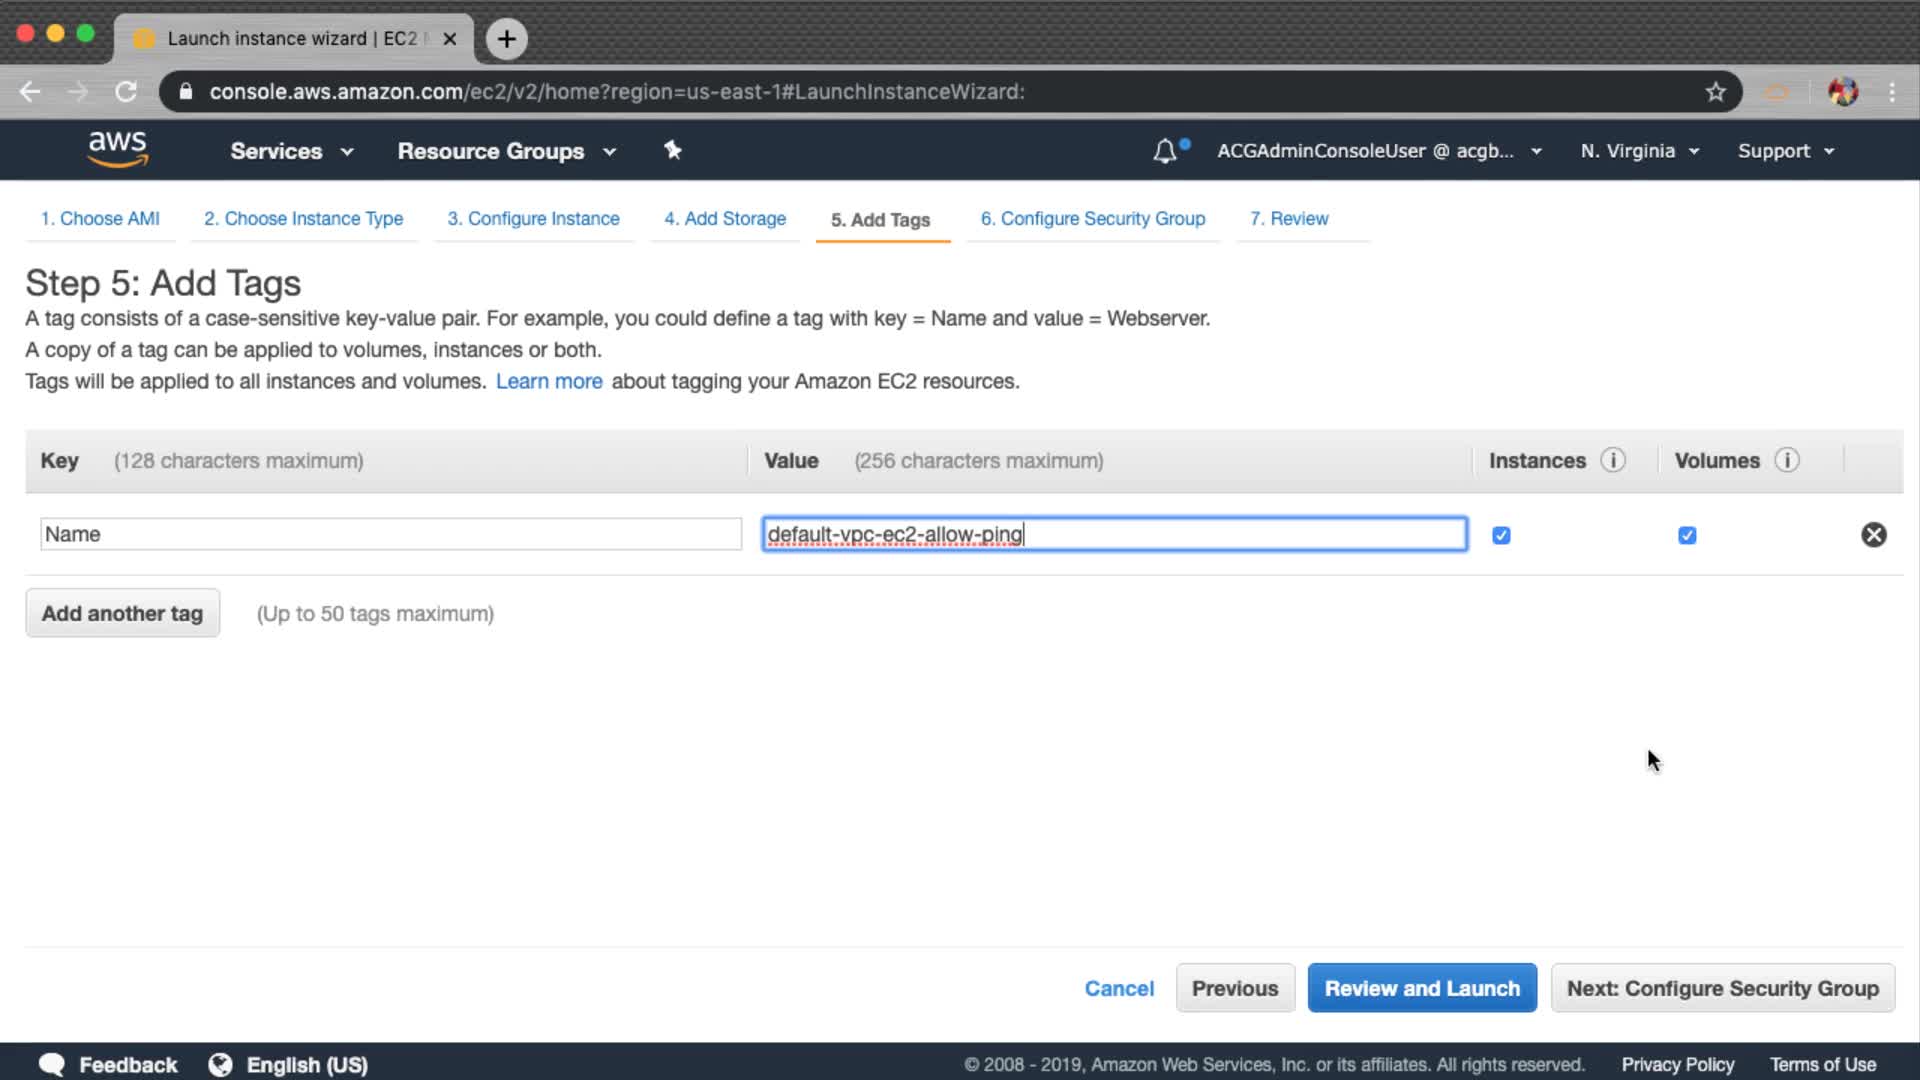 Launch instance wizard | EC2
console.aws.amazon.com/ec2/v2/home?region=us-east-1#LaunchInstanceWizard:
aws
Services
Resource Groups
ACGAdminConsoleUser @ acgb...
N. Virginia
Support
1. Choose AMI
2. Choose Instance Type
3. Configure Instance
4. Add Storage
5. Add Tags
6. Configure Security Group
7. Review
Step 5: Add Tags
A tag consists of a case-sensitive key-value pair. For example, you could define a tag with key = Name and value = Webserver.
A copy of a tag can be applied to volumes, instances or both.
Tags will be applied to all instances and volumes. Learn more about tagging your Amazon EC2 resources.
Key (128 characters maximum)
Value (256 characters maximum)
Instances
Volumes
Name
default-vpc-ec2-allow-ping
Add another tag
(Up to 50 tags maximum)
Cancel
Previous
Review and Launch
Next: Configure Security Group
Feedback
English (US)
© 2008 - 2019, Amazon Web Services, Inc. or its affiliates. All rights reserved.
Privacy Policy
Terms of Use